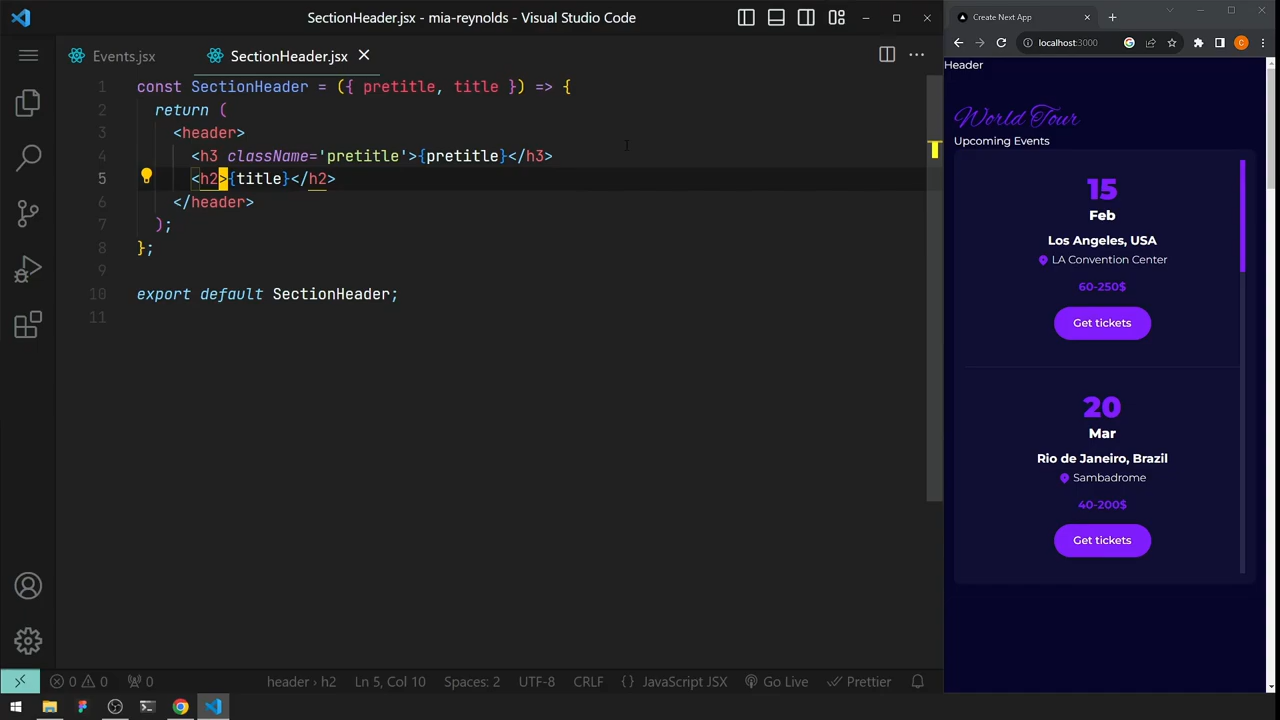 SectionHeader.jsx - mia-reynolds - Visual Studio Code
Events.jsx
SectionHeader.jsx
1 const SectionHeader = ({ pretitle, title }) => {
2 return (
3 <header>
4 <h3 className='pretitle'>{pretitle}</h3>
5 <h2>{title}</h2>
6 </header>
7 );
8 };
9
10 export default SectionHeader;
11
0 0 0 header › h2 Ln 5, Col 10 Spaces: 2 UTF-8 CRLF {} JavaScript JSX Go Live Prettier
Create Next App
localhost:3000
C
Header
World Tour
Upcoming Events
15
Feb
Los Angeles, USA
LA Convention Center
60-250$
Get tickets
20
Mar
Rio de Janeiro, Brazil
Sambadrome
40-200$
Get tickets